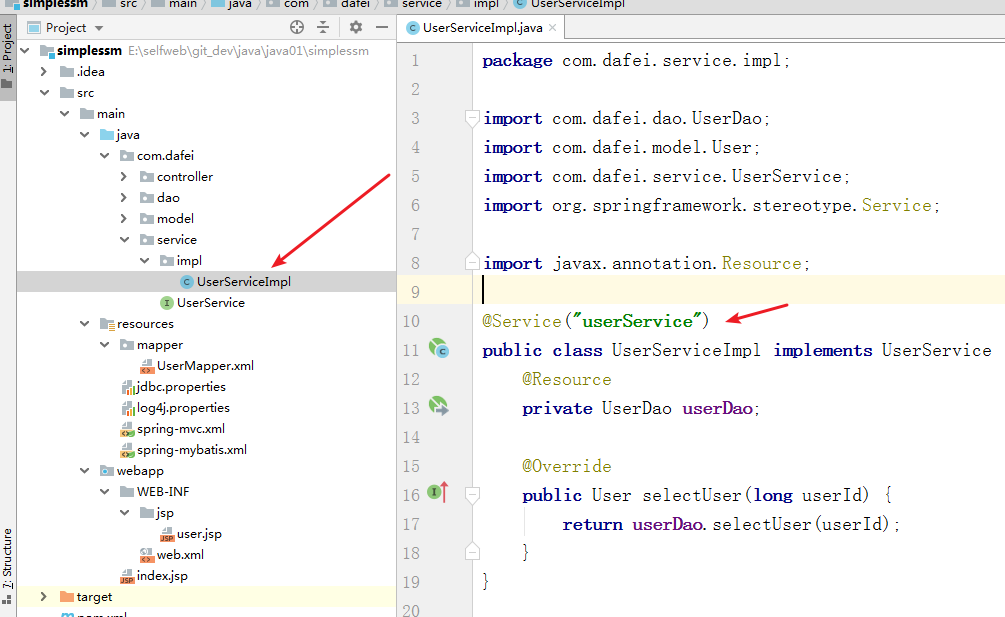 simplessm src main java com dafei service impl UserServiceImpl
Project
UserServiceImpl.java
1: Project
7: Structure
simplessm E:\selfweb\git_dev\java\java01\simplessm
.idea
src
main
java
com.dafei
controller
dao
model
service
impl
UserServiceImpl
UserService
resources
mapper
UserMapper.xml
jdbc.properties
log4j.properties
spring-mvc.xml
spring-mybatis.xml
webapp
WEB-INF
jsp
user.jsp
web.xml
index.jsp
target
pom.xml
1 package com.dafei.service.impl;
2
3 import com.dafei.dao.UserDao;
4 import com.dafei.model.User;
5 import com.dafei.service.UserService;
6 import org.springframework.stereotype.Service;
7
8 import javax.annotation.Resource;
9
10 @Service("userService")
11 public class UserServiceImpl implements UserService
12 @Resource
13 private UserDao userDao;
14
15 @Override
16 public User selectUser(long userId) {
17 return userDao.selectUser(userId);
18 }
19 }
20